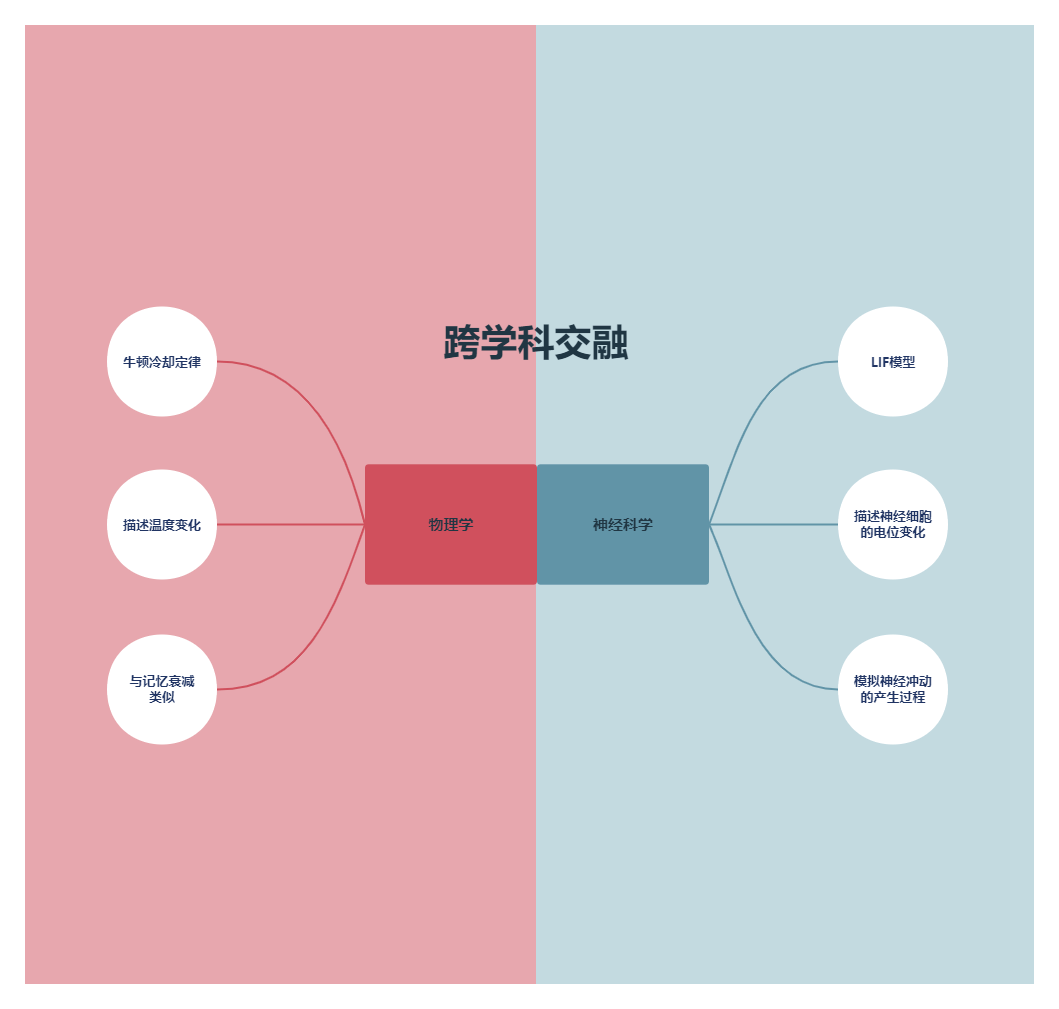 跨学科交融
牛顿冷却定律
描述温度变化
与记忆衰减
类似
物理学
神经科学
LIF模型
描述神经细胞
的电位变化
模拟神经冲动
的产生过程